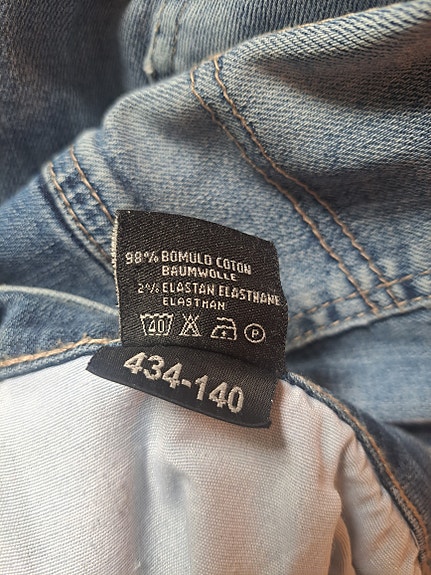 98% BOMULD COTON
BAUMWOLLE
2% ELASTAN ELASTHANE
ELASTHAN
40 P
434-140